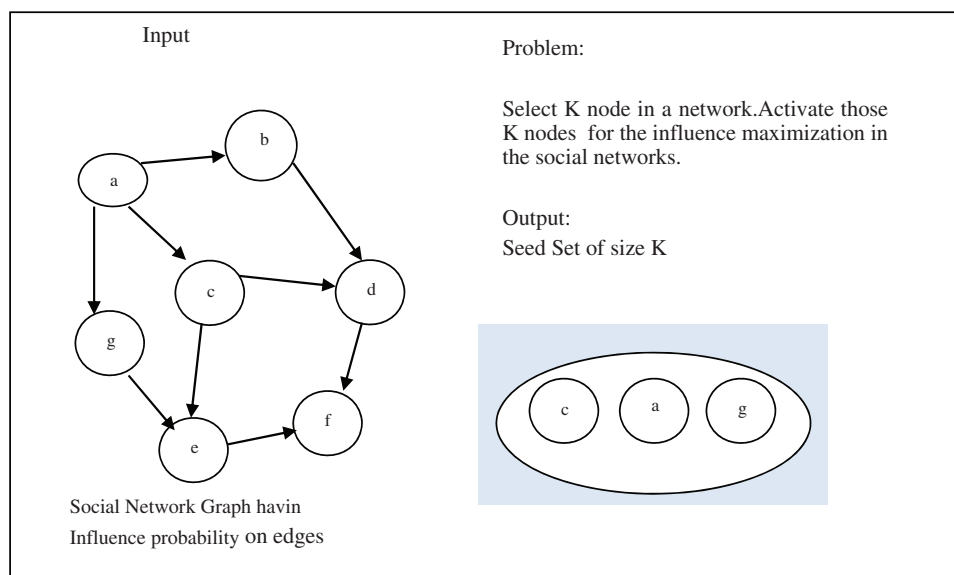 Input
b
a
c
d
g
f
e
Social Network Graph havin
Influence probability on edges
Problem:
Select K node in a network.Activate those
K nodes for the influence maximization in
the social networks.
Output:
Seed Set of size K
c a g